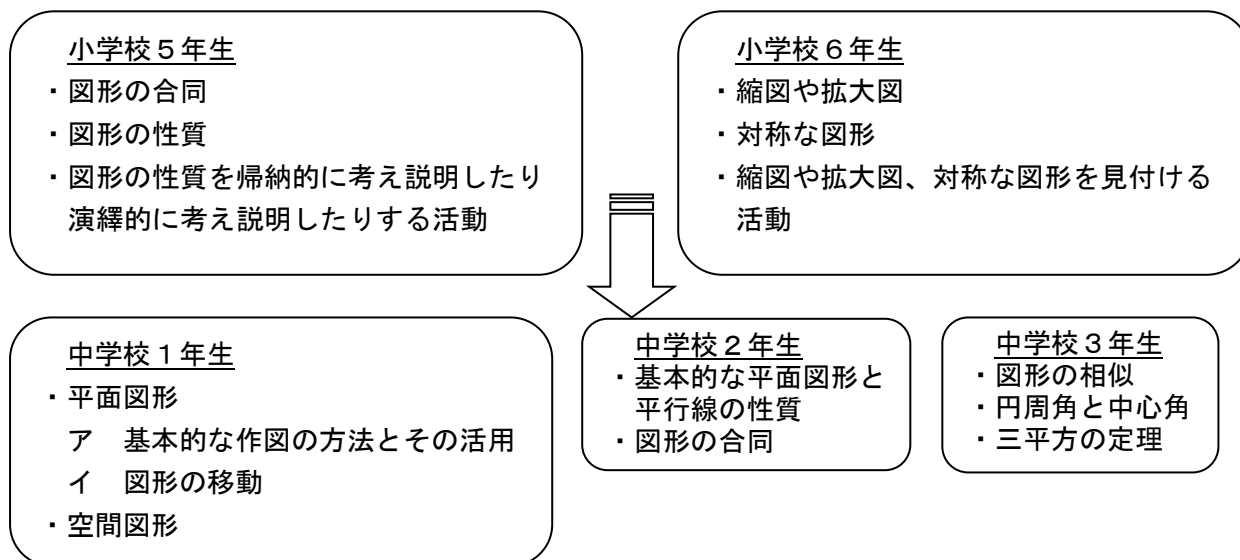 小学校５年生
・図形の合同
・図形の性質
・図形の性質を帰納的に考え説明したり
演繹的に考え説明したりする活動
小学校６年生
・縮図や拡大図
・対称な図形
・縮図や拡大図、対称な図形を見付ける
活動
中学校１年生
・平面図形
ア　基本的な作図の方法とその活用
イ　図形の移動
・空間図形
中学校２年生
・基本的な平面図形と
平行線の性質
・図形の合同
中学校３年生
・図形の相似
・円周角と中心角
・三平方の定理